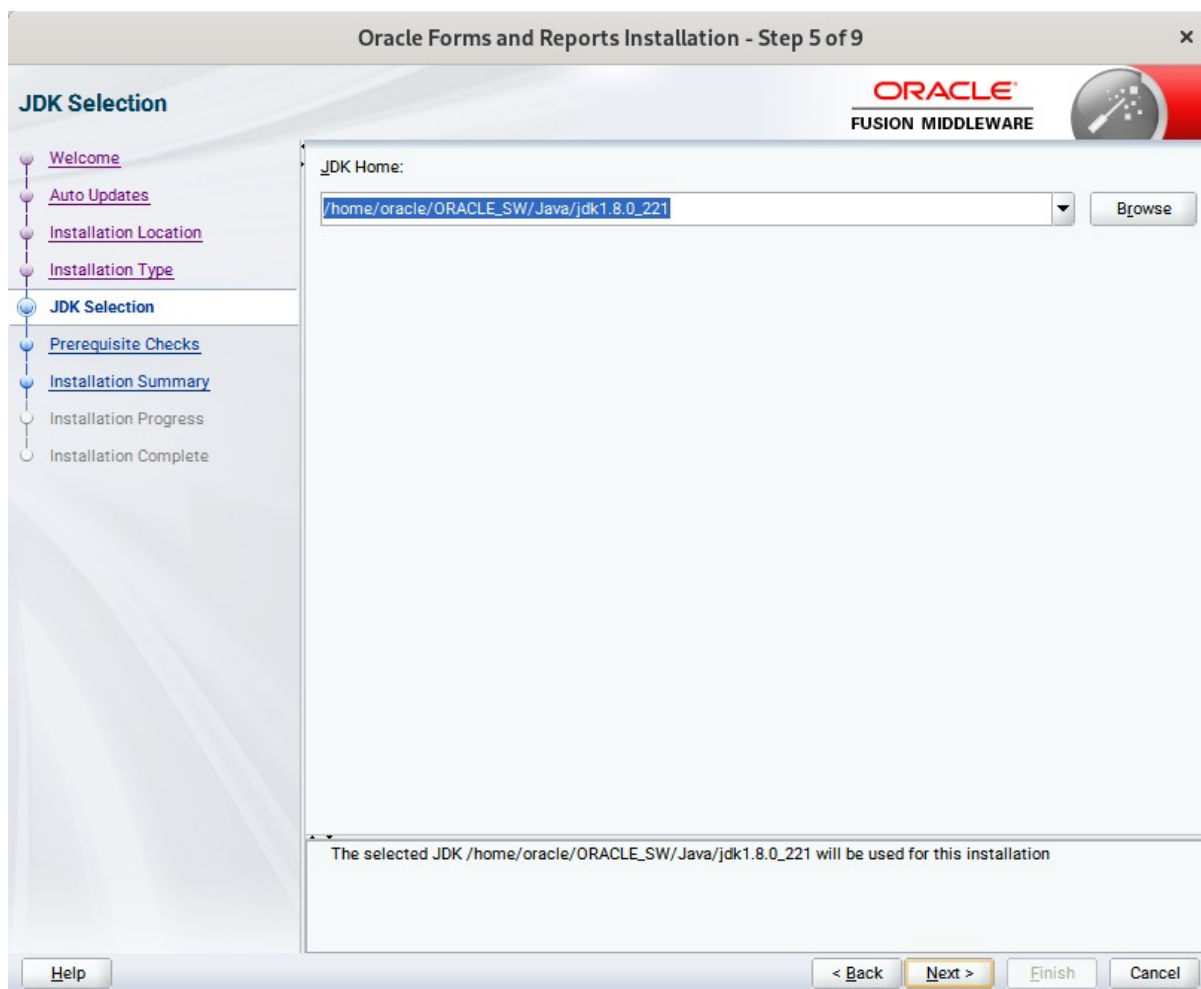 Oracle Forms and Reports Installation - Step 5 of 9
JDK Selection
ORACLE
FUSION MIDDLEWARE
Welcome
Auto Updates
Installation Location
Installation Type
JDK Selection
Prerequisite Checks
Installation Summary
Installation Progress
Installation Complete
JDK Home:
/home/oracle/ORACLE_SW/Java/jdk1.8.0_221
Browse
The selected JDK /home/oracle/ORACLE_SW/Java/jdk1.8.0_221 will be used for this installation
Help
< Back
Next >
Finish
Cancel